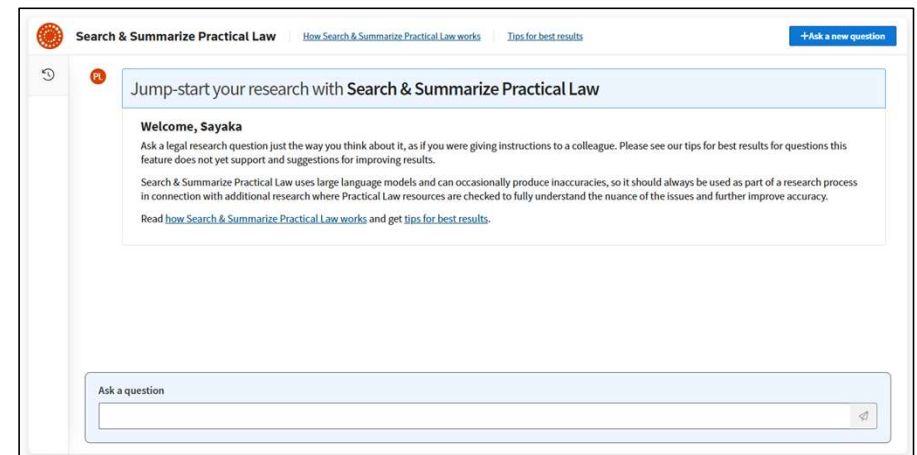 Search & Summarize Practical Law
How Search & Summarize Practical Law works
Tips for best results
+Ask a new question
PL
Jump-start your research with Search & Summarize Practical Law
Welcome, Sayaka
Ask a legal research question just the way you think about it, as if you were giving instructions to a colleague. Please see our tips for best results for questions this
feature does not yet support and suggestions for improving results.
Search & Summarize Practical Law uses large language models and can occasionally produce inaccuracies, so it should always be used as part of a research process
in connection with additional research where Practical Law resources are checked to fully understand the nuance of the issues and further improve accuracy.
Read how Search & Summarize Practical Law works and get tips for best results.
Ask a question